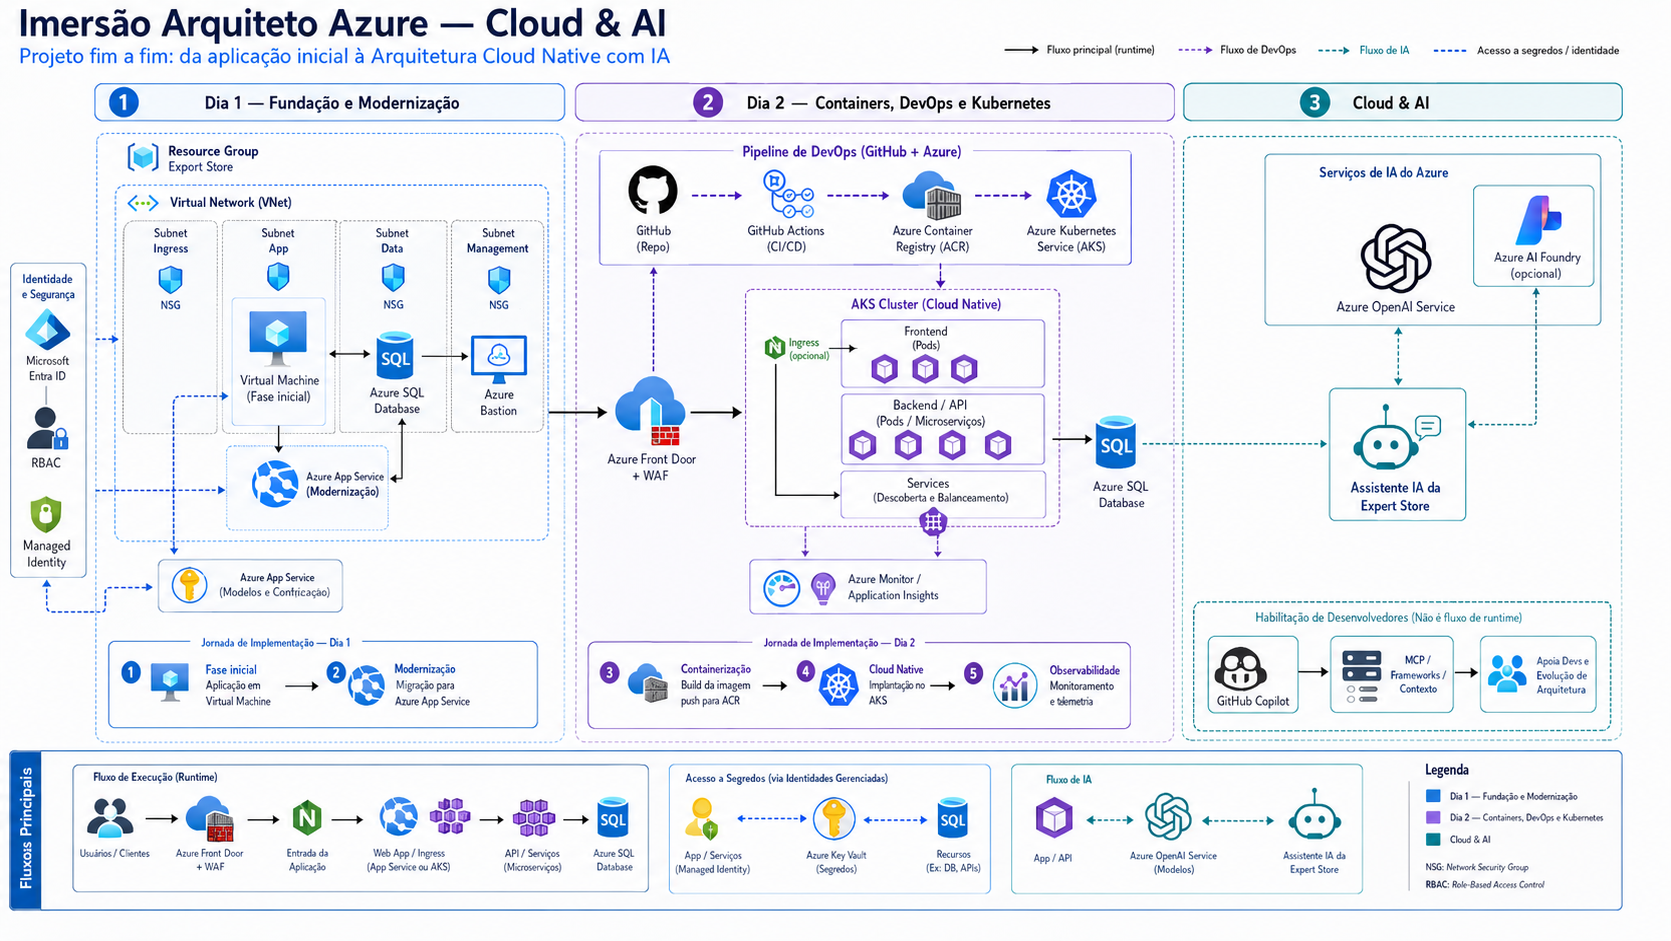 Imersão Arquiteto Azure — Cloud & AI
Projeto fim a fim: da aplicação inicial à Arquitetura Cloud Native com IA
Fluxo principal (runtime)
Fluxo de DevOps
Fluxo de IA
Acesso a segredos / identidade
1
Dia 1 — Fundação e Modernização
2
Dia 2 — Containers, DevOps e Kubernetes
3
Cloud & AI
Resource Group
Export Store
Virtual Network (VNet)
Subnet
Ingress
NSG
Subnet
App
Subnet
Data
NSG
Subnet
Management
NSG
Identidade
e Segurança
Microsoft
Entra ID
RBAC
Managed
Identity
Virtual Machine
(Fase inicial)
SQL
Azure SQL
Database
Azure
Bastion
Azure App Service
(Modernização)
Azure App Service
(Modelos e Contricação)
Jornada de Implementação — Dia 1
1
Fase inicial
Aplicação em
Virtual Machine
2
Modernização
Migração para
Azure App Service
Pipeline de DevOps (GitHub + Azure)
GitHub
(Repo)
GitHub Actions
(CI/CD)
Azure Container
Registry (ACR)
Azure Kubernetes
Service (AKS)
Azure Front Door
+ WAF
AKS Cluster (Cloud Native)
N
Ingress
(opcional)
Frontend
(Pods)
Backend / API
(Pods / Microserviços)
Services
(Descoberta e Balanceamento)
SQL
Azure SQL
Database
Azure Monitor /
Application Insights
Jornada de Implementação — Dia 2
3
Containerização
Build da imagem
push para ACR
4
Cloud Native
Implantação no
AKS
5
Observabilidade
Monitoramento
e telemetria
Serviços de IA do Azure
Azure OpenAI Service
Azure AI Foundry
(opcional)
Assistente IA da
Expert Store
Habilitação de Desenvolvedores (Não é fluxo de runtime)
GitHub Copilot
MCP /
Frameworks /
Contexto
Apoia Devs e
Evolução de
Arquitetura
Fluxos Principais
Fluxo de Execução (Runtime)
Usuários / Clientes
Azure Front Door
+ WAF
N
Entrada da
Aplicação
Web App / Ingress
(App Service ou AKS)
API / Serviços
(Microserviços)
SQL
Azure SQL
Database
Acesso a Segredos (via Identidades Gerenciadas)
App / Serviços
(Managed Identity)
Azure Key Vault
(Segredos)
SQL
Recursos
(Ex: DB, APIs)
Fluxo de IA
App / API
Azure OpenAI Service
(Modelos)
Assistente IA da
Expert Store
Legenda
Dia 1 — Fundação e Modernização
Dia 2 — Containers, DevOps e Kubernetes
Cloud & AI
NSG: Network Security Group
RBAC: Role-Based Access Control